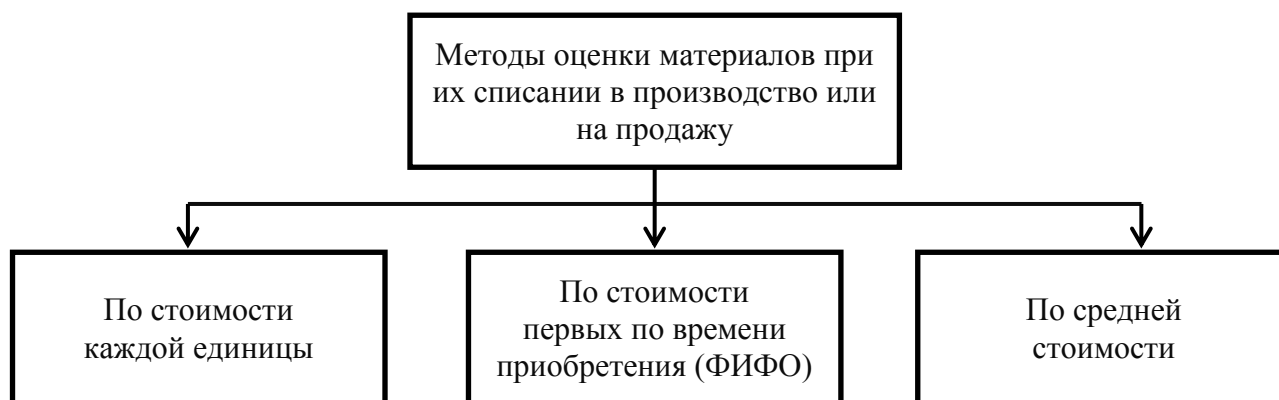 Методы оценки материалов при
их списании в производство или
на продажу
По стоимости
каждой единицы
По стоимости
первых по времени
приобретения (ФИФО)
По средней
стоимости